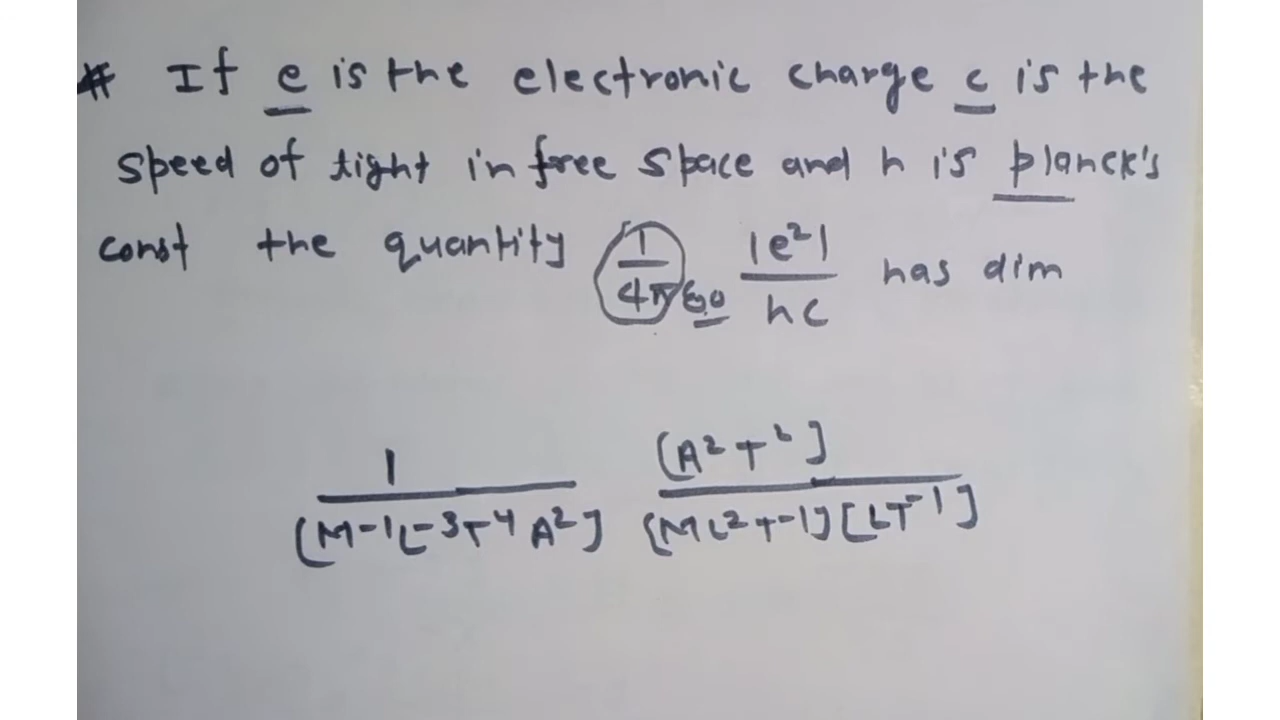 # If e is the electronic charge c is the
speed of light in free space and h is planck's
const the quantity 1/4πε0 |e²|/hc has dim
1/[M-1L-3T4A2] [A2T2]/[ML2T-1][LT-1]